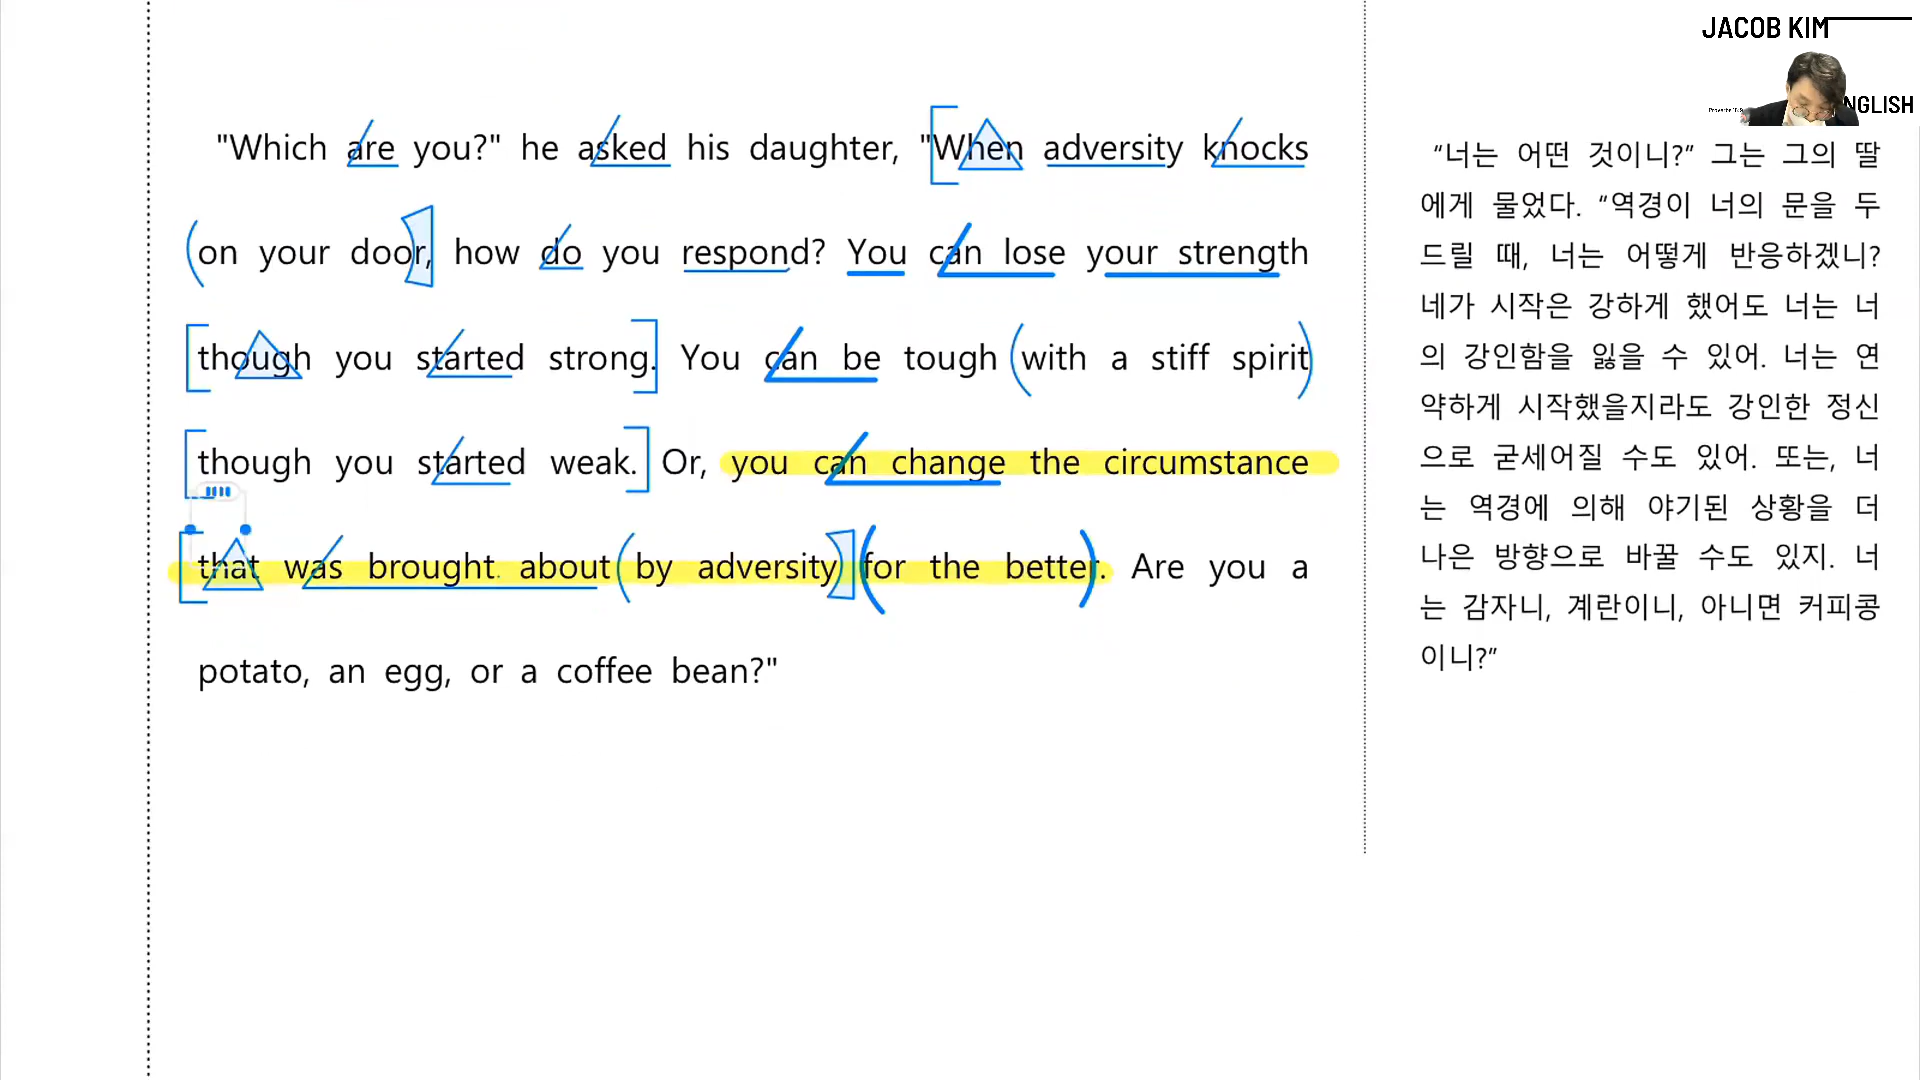 JACOB KIM
ENGLISH
"Which are you?" he asked his daughter, "When adversity knocks
on your door, how do you respond? You can lose your strength
though you started strong. You can be tough with a stiff spirit
though you started weak. Or, you can change the circumstance
that was brought about by adversity for the better. Are you a
potato, an egg, or a coffee bean?"
“너는 어떤 것이니?” 그는 그의 딸
에게 물었다. “역경이 너의 문을 두
드릴 때, 너는 어떻게 반응하겠니?
네가 시작은 강하게 했어도 너는 너
의 강인함을 잃을 수 있어. 너는 연
약하게 시작했을지라도 강인한 정신
으로 굳세어질 수도 있어. 또는, 너
는 역경에 의해 야기된 상황을 더
나은 방향으로 바꿀 수도 있지. 너
는 감자니, 계란이니, 아니면 커피콩
이니?”